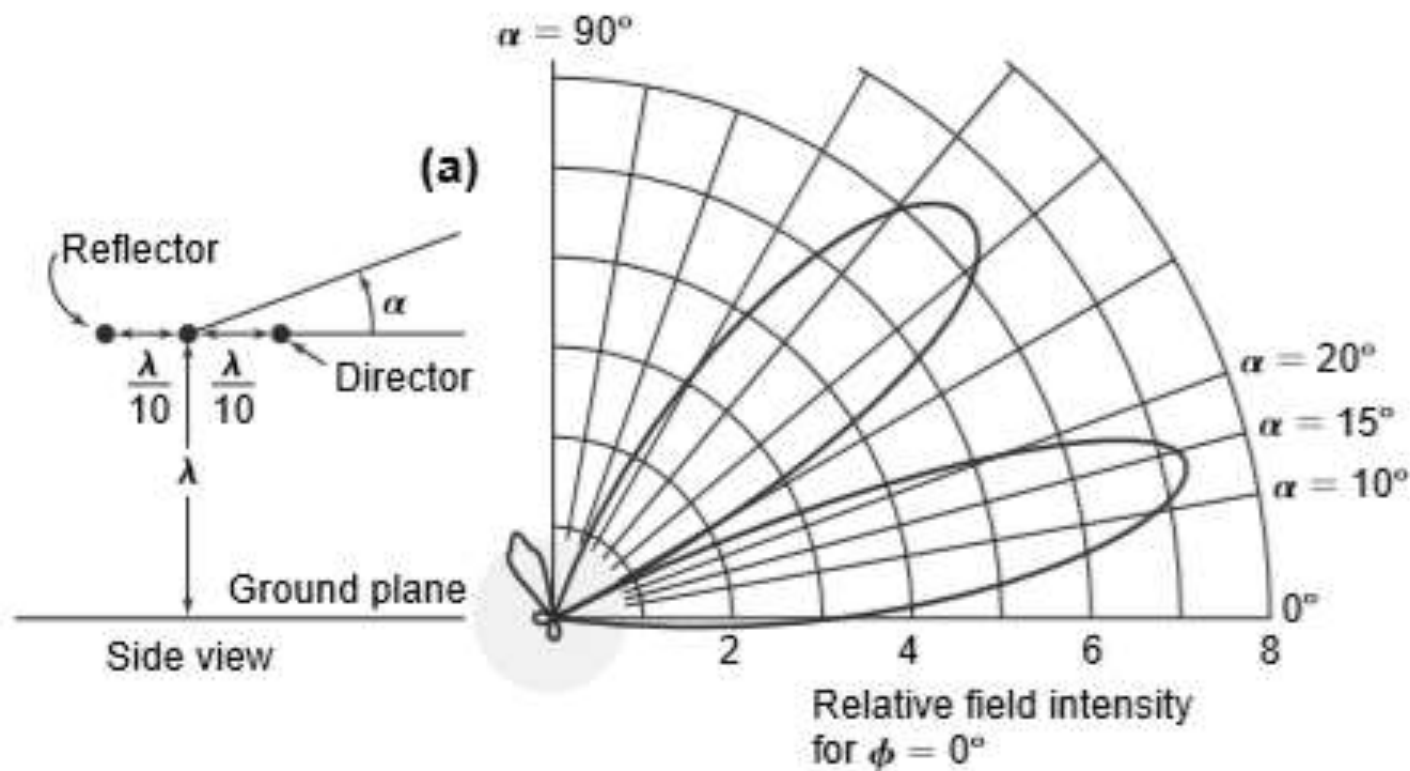 α = 90°
(a)
Reflector
α
λ
10
λ
10
Director
λ
Ground plane
Side view
α = 20°
α = 15°
α = 10°
0°
2
4
6
8
Relative field intensity
for ϕ = 0°